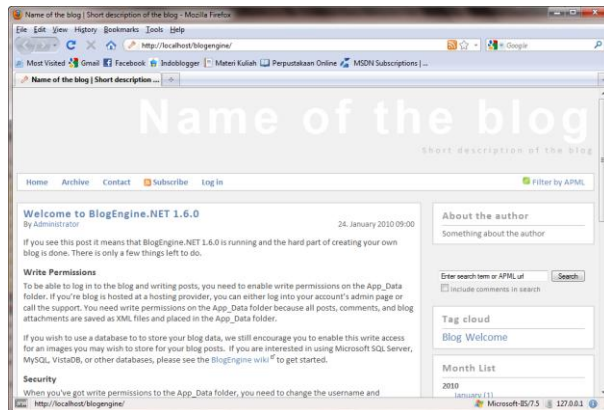 Name of the blog | Short description of the blog - Mozilla Firefox
File Edit View History Bookmarks Tools Help
http://localhost/blogengine/
Google
Most Visited Gmail Facebook Indoblogger Materi Kuliah Perpustakaan Online MSDN Subscriptions | ...
Name of the blog | Short description ...
Name of the blog
Short description of the blog
Home Archive Contact Subscribe Log in
Filter by APML
Welcome to BlogEngine.NET 1.6.0
By Administrator
24. January 2010 09:00
If you see this post it means that BlogEngine.NET 1.6.0 is running and the hard part of creating your own
blog is done. There is only a few things left to do.
Write Permissions
To be able to log in to the blog and writing posts, you need to enable write permissions on the App_Data
folder. If you're blog is hosted at a hosting provider, you can either log into your account's admin page or
call the support. You need write permissions on the App_Data folder because all posts, comments, and blog
attachments are saved as XML files and placed in the App_Data folder.
If you wish to use a database to to store your blog data, we still encourage you to enable this write access
for an images you may wish to store for your blog posts. If you are interested in using Microsoft SQL Server,
MySQL, VistaDB, or other databases, please see the BlogEngine wiki to get started.
Security
When you've got write permissions to the App_Data folder, you need to change the username and
About the author
Something about the author
Enter search term or APML url
Search
Include comments in search
Tag cloud
Blog Welcome
Month List
2010
January (1)
http://localhost/blogengine/
Microsoft-IIS/7.5
127.0.0.1